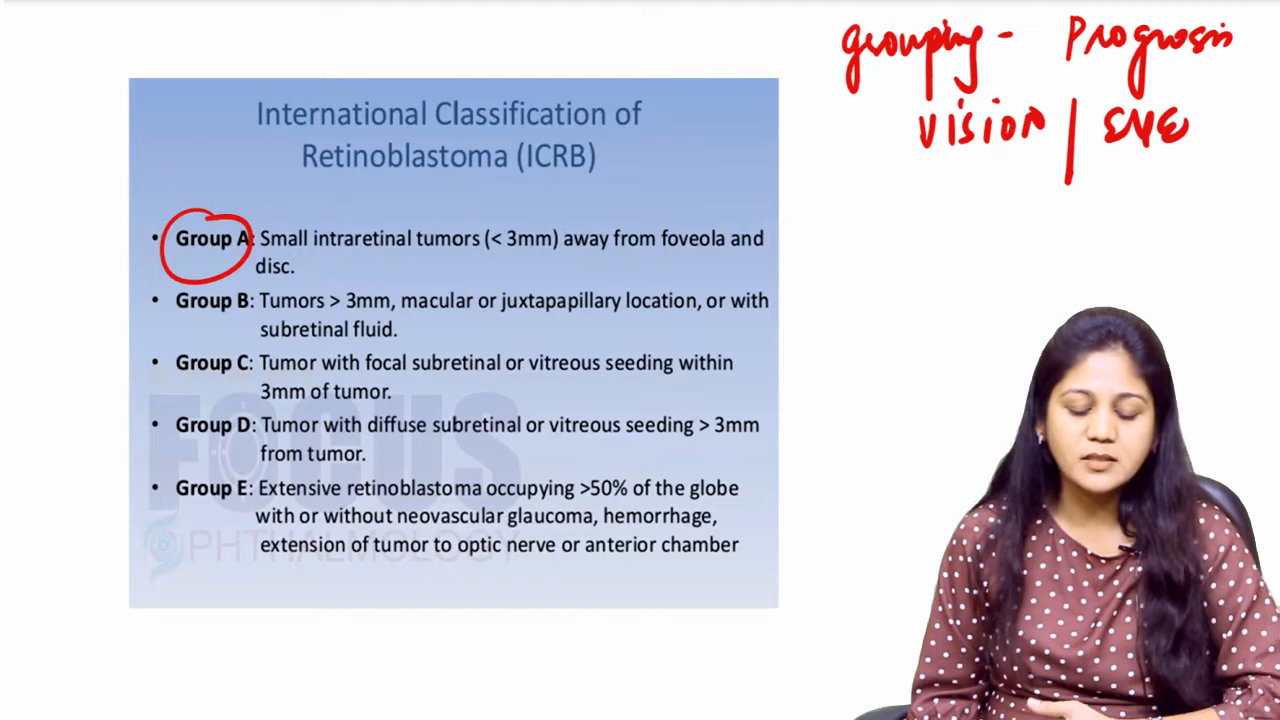 grouping - Prognosis
vision / EYE
International Classification of
Retinoblastoma (ICRB)
• Group A: Small intraretinal tumors (< 3mm) away from foveola and
disc.
• Group B: Tumors > 3mm, macular or juxtapapillary location, or with
subretinal fluid.
• Group C: Tumor with focal subretinal or vitreous seeding within
3mm of tumor.
• Group D: Tumor with diffuse subretinal or vitreous seeding > 3mm
from tumor.
• Group E: Extensive retinoblastoma occupying >50% of the globe
with or without neovascular glaucoma, hemorrhage,
extension of tumor to optic nerve or anterior chamber
FOCUS
OPHTHALMOLOGY